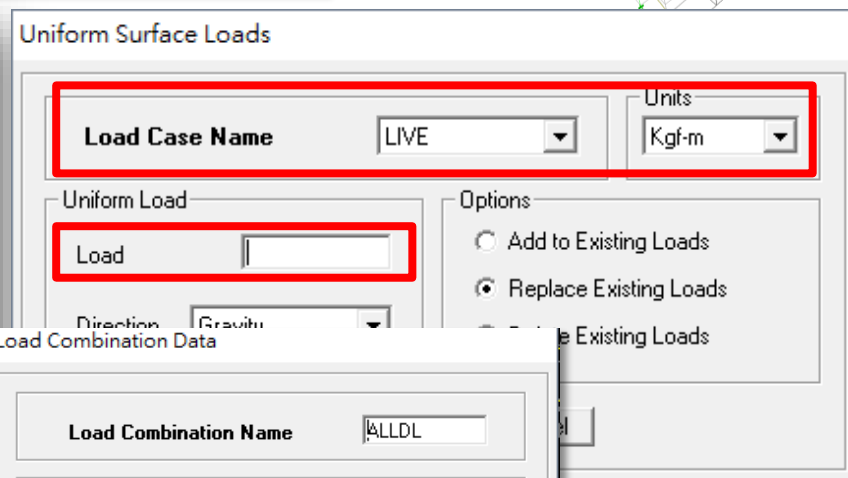 Uniform Surface Loads
Units
Load Case Name LIVE Kgf-m
Uniform Load Options
Load Add to Existing Loads
Replace Existing Loads
Direction Gravity Existing Loads
Load Combination Data
Load Combination Name ALLDL